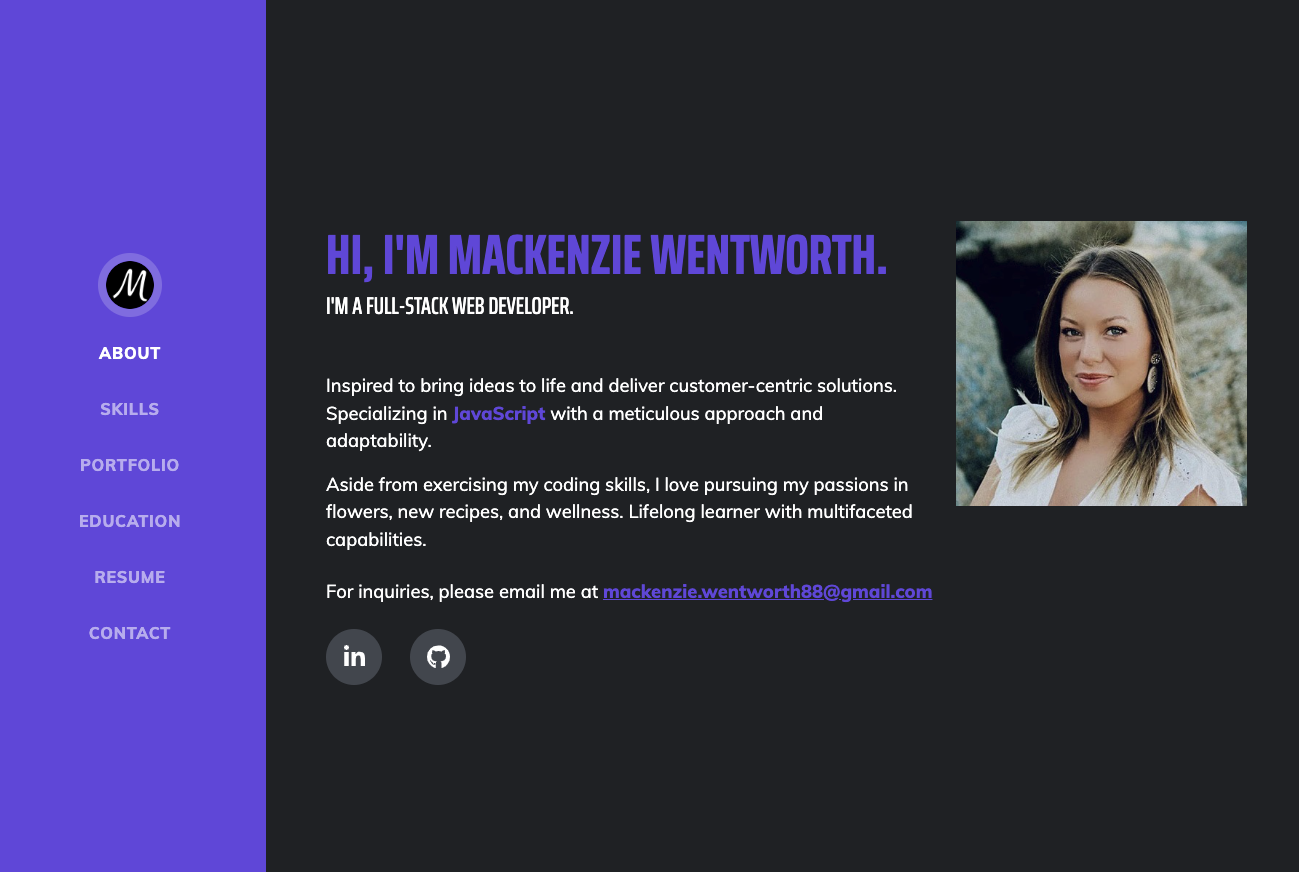 M
ABOUT
SKILLS
PORTFOLIO
EDUCATION
RESUME
CONTACT
HI, I'M MACKENZIE WENTWORTH.
I'M A FULL-STACK WEB DEVELOPER.
Inspired to bring ideas to life and deliver customer-centric solutions.
Specializing in JavaScript with a meticulous approach and
adaptability.
Aside from exercising my coding skills, I love pursuing my passions in
flowers, new recipes, and wellness. Lifelong learner with multifaceted
capabilities.
For inquiries, please email me at mackenzie.wentworth88@gmail.com
in